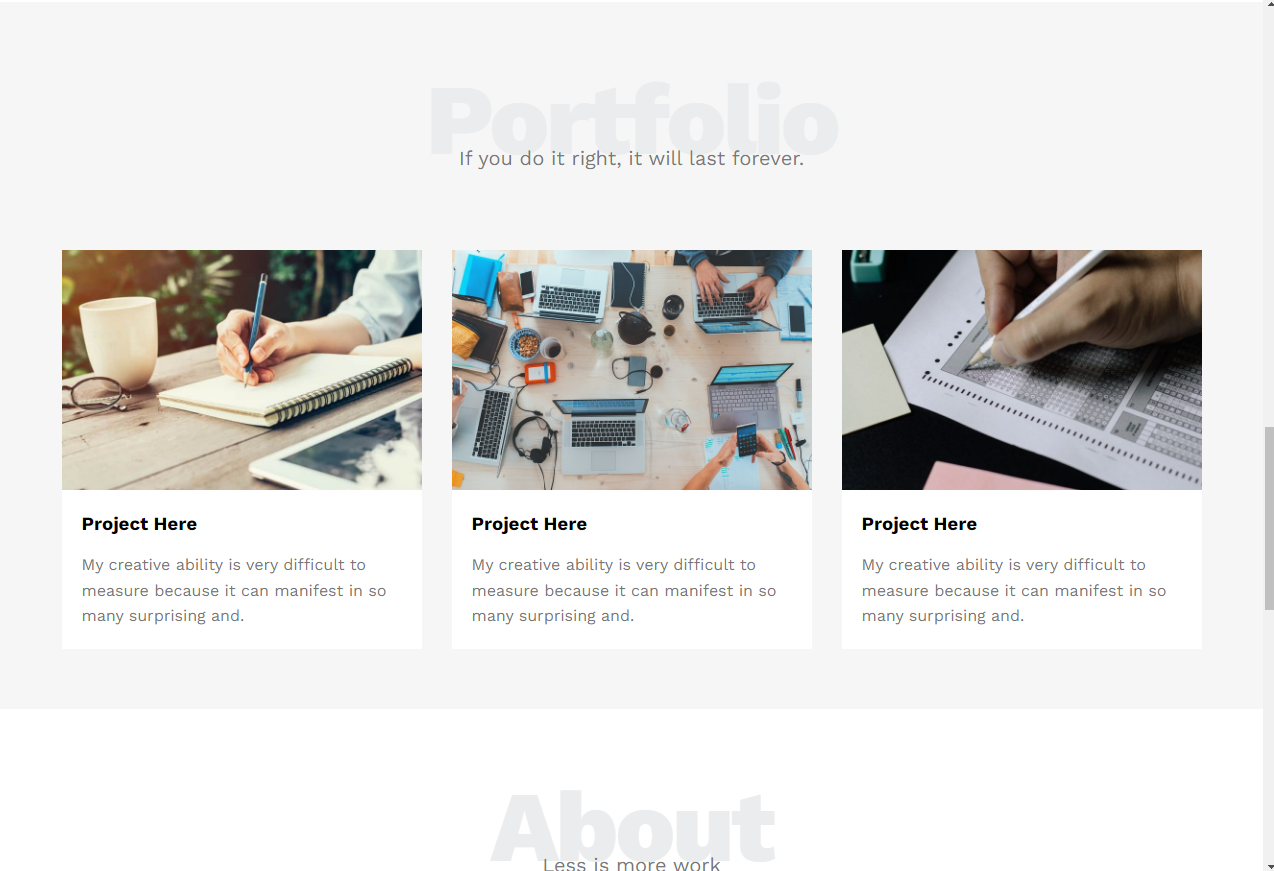 Portfolio
If you do it right, it will last forever.
Project Here
My creative ability is very difficult to
measure because it can manifest in so
many surprising and.
Project Here
My creative ability is very difficult to
measure because it can manifest in so
many surprising and.
Project Here
My creative ability is very difficult to
measure because it can manifest in so
many surprising and.
About
Less is more work